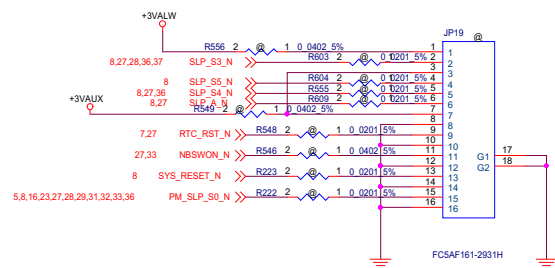 +3VALW
JP19
@
R556 2 @ 1 0_0402_5% 1 1
8,27,28,36,37 SLP_S3_N R603 2 @ 1 0_0201_5% 2 2
3 3
8 SLP_S5_N R604 2 @ 1 0_0201_5% 4 4
8,27,36 SLP_S4_N R555 2 @ 1 0_0201_5% 5 5
8,27 SLP_A_N R609 2 @ 1 0_0201_5% 6 6
+3VAUX R549 2 @ 1 0_0402_5% 7 7
8 8
7,27 RTC_RST_N R548 2 @ 1 0_0201_5% 9 9
10 10
27,33 NBSWON_N R546 2 @ 1 0_0402_5% 11 11 G1 17
12 12 G2 18
8 SYS_RESET_N R223 2 @ 1 0_0201_5% 13 13
14 14
5,8,16,23,27,28,29,31,32,33,36 PM_SLP_S0_N R222 2 @ 1 0_0201_5% 15 15
16 16
FC5AF161-2931H